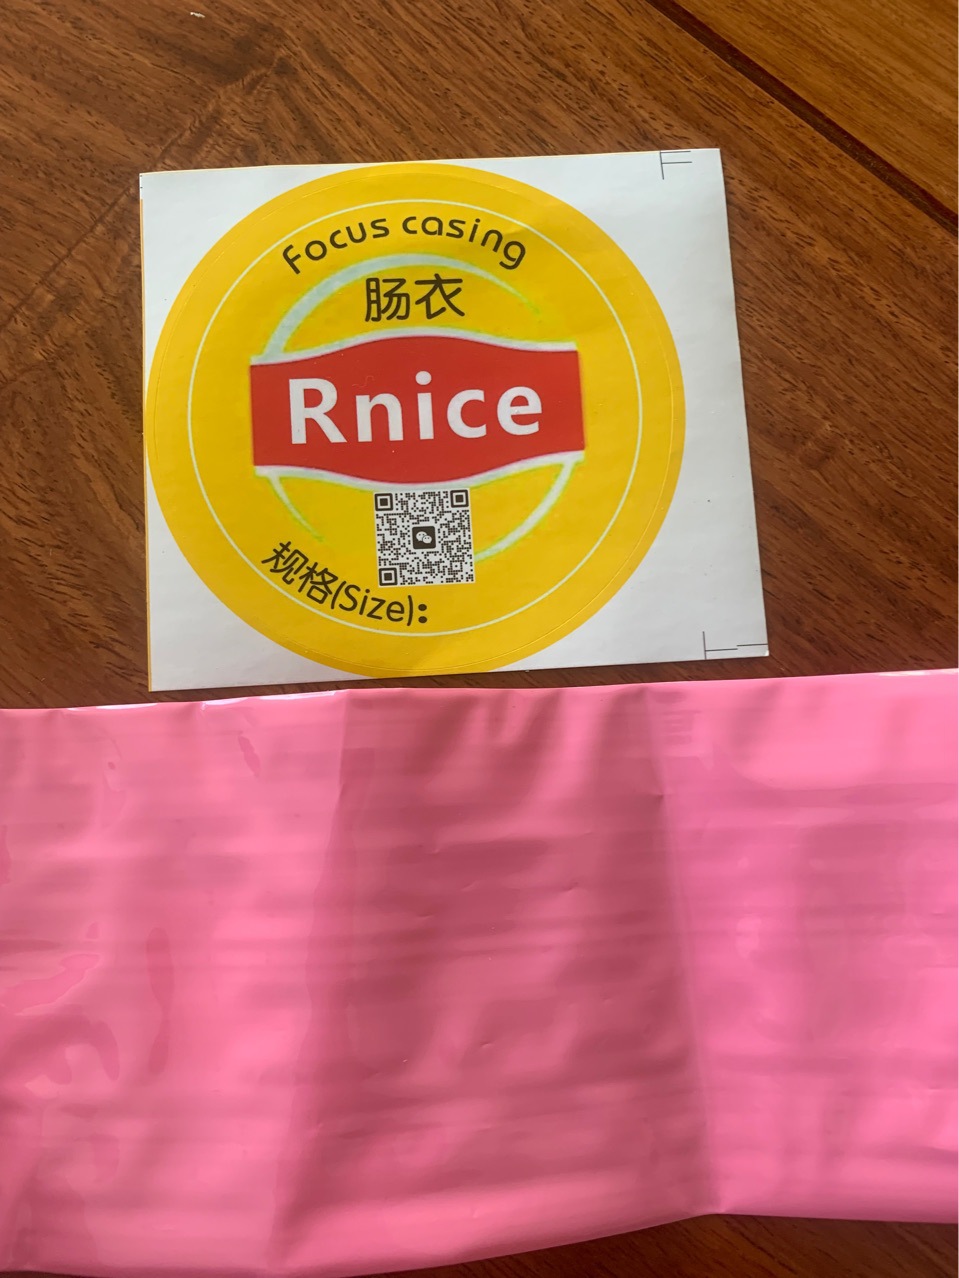 Focus casing
肠衣
Rnice
规格(Size):